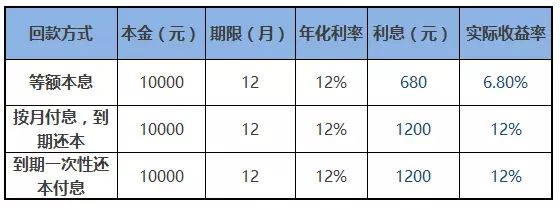 回款方式 本金（元） 期限（月） 年化利率 利息（元） 实际收益率
等额本息 10000 12 12% 680 6.80%
按月付息，到
期还本 10000 12 12% 1200 12%
到期一次性还
本付息 10000 12 12% 1200 12%